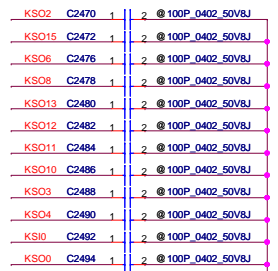 KSO2 C2470 1 2 @100P_0402_50V8J
KSO15 C2472 1 2 @100P_0402_50V8J
KSO6 C2476 1 2 @100P_0402_50V8J
KSO8 C2478 1 2 @100P_0402_50V8J
KSO13 C2480 1 2 @100P_0402_50V8J
KSO12 C2482 1 2 @100P_0402_50V8J
KSO11 C2484 1 2 @100P_0402_50V8J
KSO10 C2486 1 2 @100P_0402_50V8J
KSO3 C2488 1 2 @100P_0402_50V8J
KSO4 C2490 1 2 @100P_0402_50V8J
KSI0 C2492 1 2 @100P_0402_50V8J
KSO0 C2494 1 2 @100P_0402_50V8J